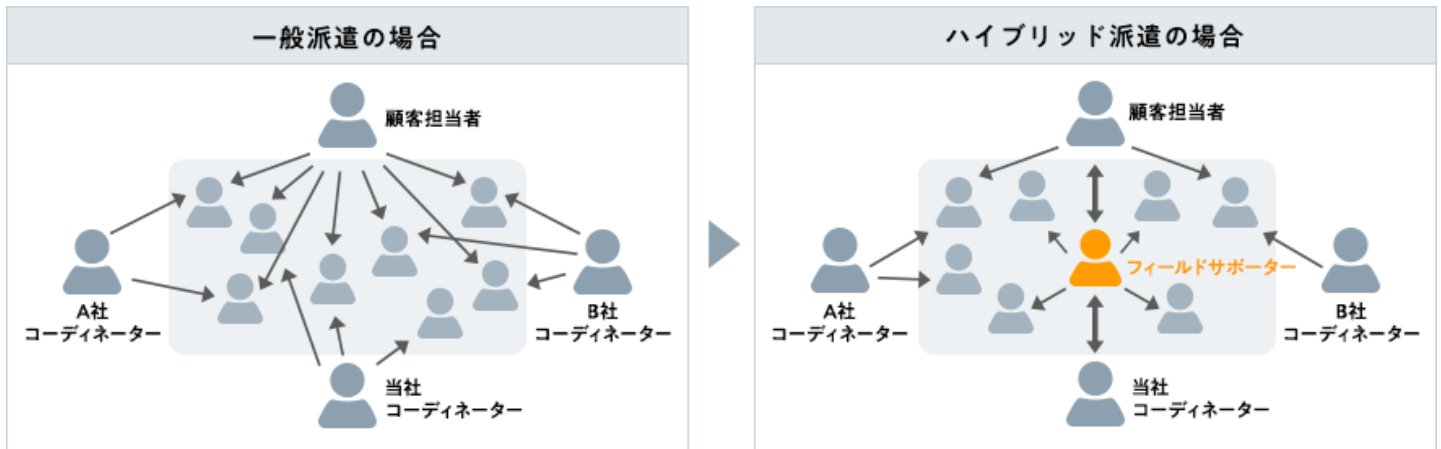 一般派遣の場合
顧客担当者
A社
コーディネーター
B社
コーディネーター
当社
コーディネーター
ハイブリッド派遣の場合
顧客担当者
フィールドサポーター
A社
コーディネーター
B社
コーディネーター
当社
コーディネーター